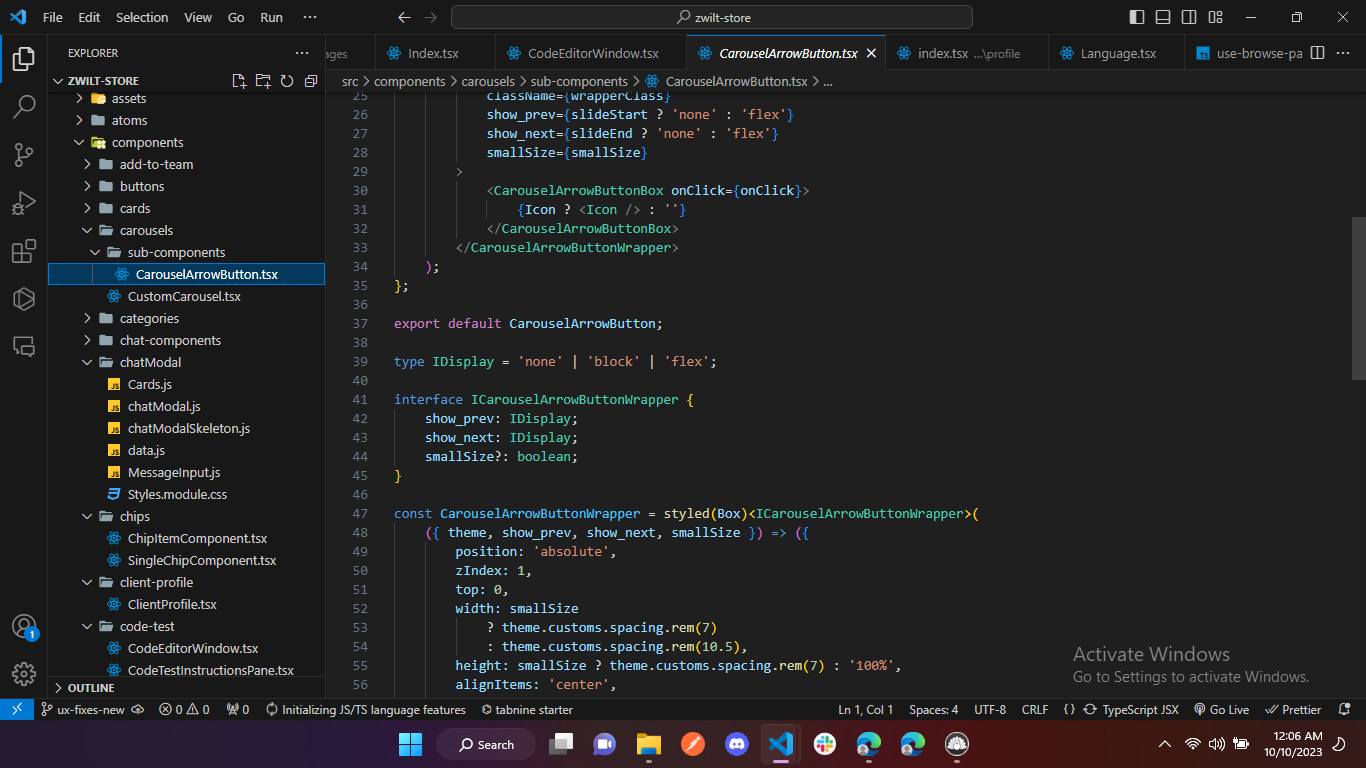 File Edit Selection View Go Run ···
zwilt-store
EXPLORER
ages
Index.tsx
CodeEditorWindow.tsx
CarouselArrowButton.tsx
index.tsx ...\profile
Language.tsx
TS use-browse-pa
ZWILT-STORE
src > components > carousels > sub-components > CarouselArrowButton.tsx > ...
assets
atoms
components
add-to-team
buttons
cards
carousels
sub-components
CarouselArrowButton.tsx
CustomCarousel.tsx
categories
chat-components
chatModal
JS Cards.js
JS chatModal.js
JS chatModalSkeleton.js
JS data.js
JS MessageInput.js
Styles.module.css
chips
ChipItemComponent.tsx
SingleChipComponent.tsx
client-profile
ClientProfile.tsx
code-test
CodeEditorWindow.tsx
CodeTestInstructionsPane.tsx
OUTLINE
25 className={wrapperClass}
26 show_prev={slideStart ? 'none' : 'flex'}
27 show_next={slideEnd ? 'none' : 'flex'}
28 smallSize={smallSize}
29 >
30 <CarouselArrowButtonBox onClick={onClick}>
31 {Icon ? <Icon /> : ''}
32 </CarouselArrowButtonBox>
33 </CarouselArrowButtonWrapper>
34 );
35 };
36
37 export default CarouselArrowButton;
38
39 type IDisplay = 'none' | 'block' | 'flex';
40
41 interface ICarouselArrowButtonWrapper {
42 show_prev: IDisplay;
43 show_next: IDisplay;
44 smallSize?: boolean;
45 }
46
47 const CarouselArrowButtonWrapper = styled(Box)<ICarouselArrowButtonWrapper>(
48 ({ theme, show_prev, show_next, smallSize }) => ({
49 position: 'absolute',
50 zIndex: 1,
51 top: 0,
52 width: smallSize
53 ? theme.customs.spacing.rem(7)
54 : theme.customs.spacing.rem(10.5),
55 height: smallSize ? theme.customs.spacing.rem(7) : '100%',
56 alignItems: 'center',
Activate Windows
Go to Settings to activate Windows.
1
ux-fixes-new 0 0 0 Initializing JS/TS language features tabnine starter
Ln 1, Col 1 Spaces: 4 UTF-8 CRLF {} TypeScript JSX Go Live Prettier
Search
12:06 AM
10/10/2023